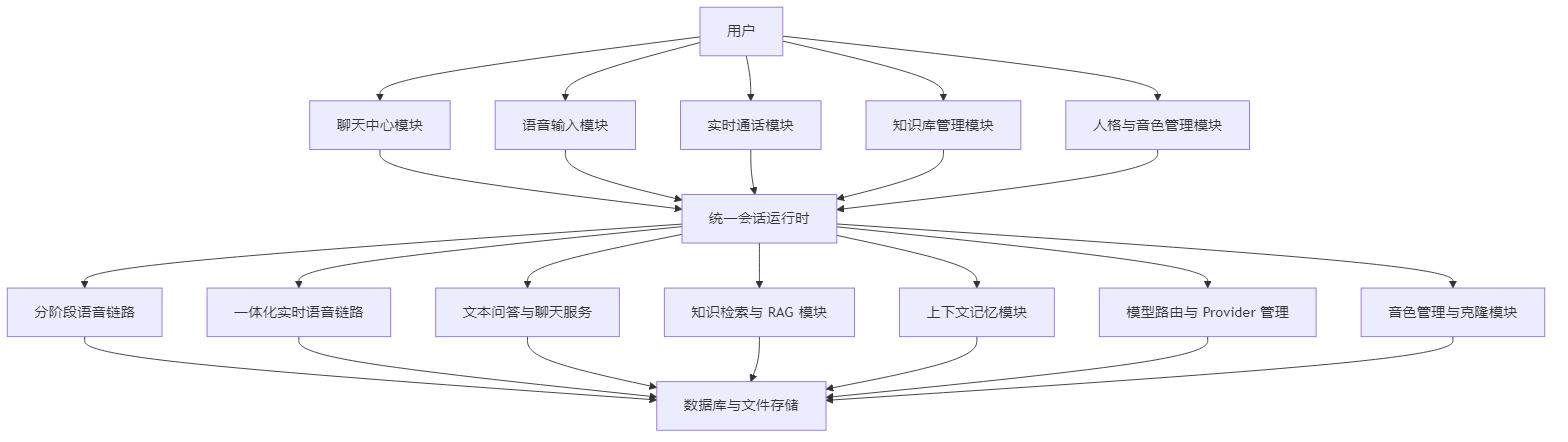 用户
聊天中心模块
语音输入模块
实时通话模块
知识库管理模块
人格与音色管理模块
统一会话运行时
分阶段语音链路
一体化实时语音链路
文本问答与聊天服务
知识检索与 RAG 模块
上下文记忆模块
模型路由与 Provider 管理
音色管理与克隆模块
数据库与文件存储